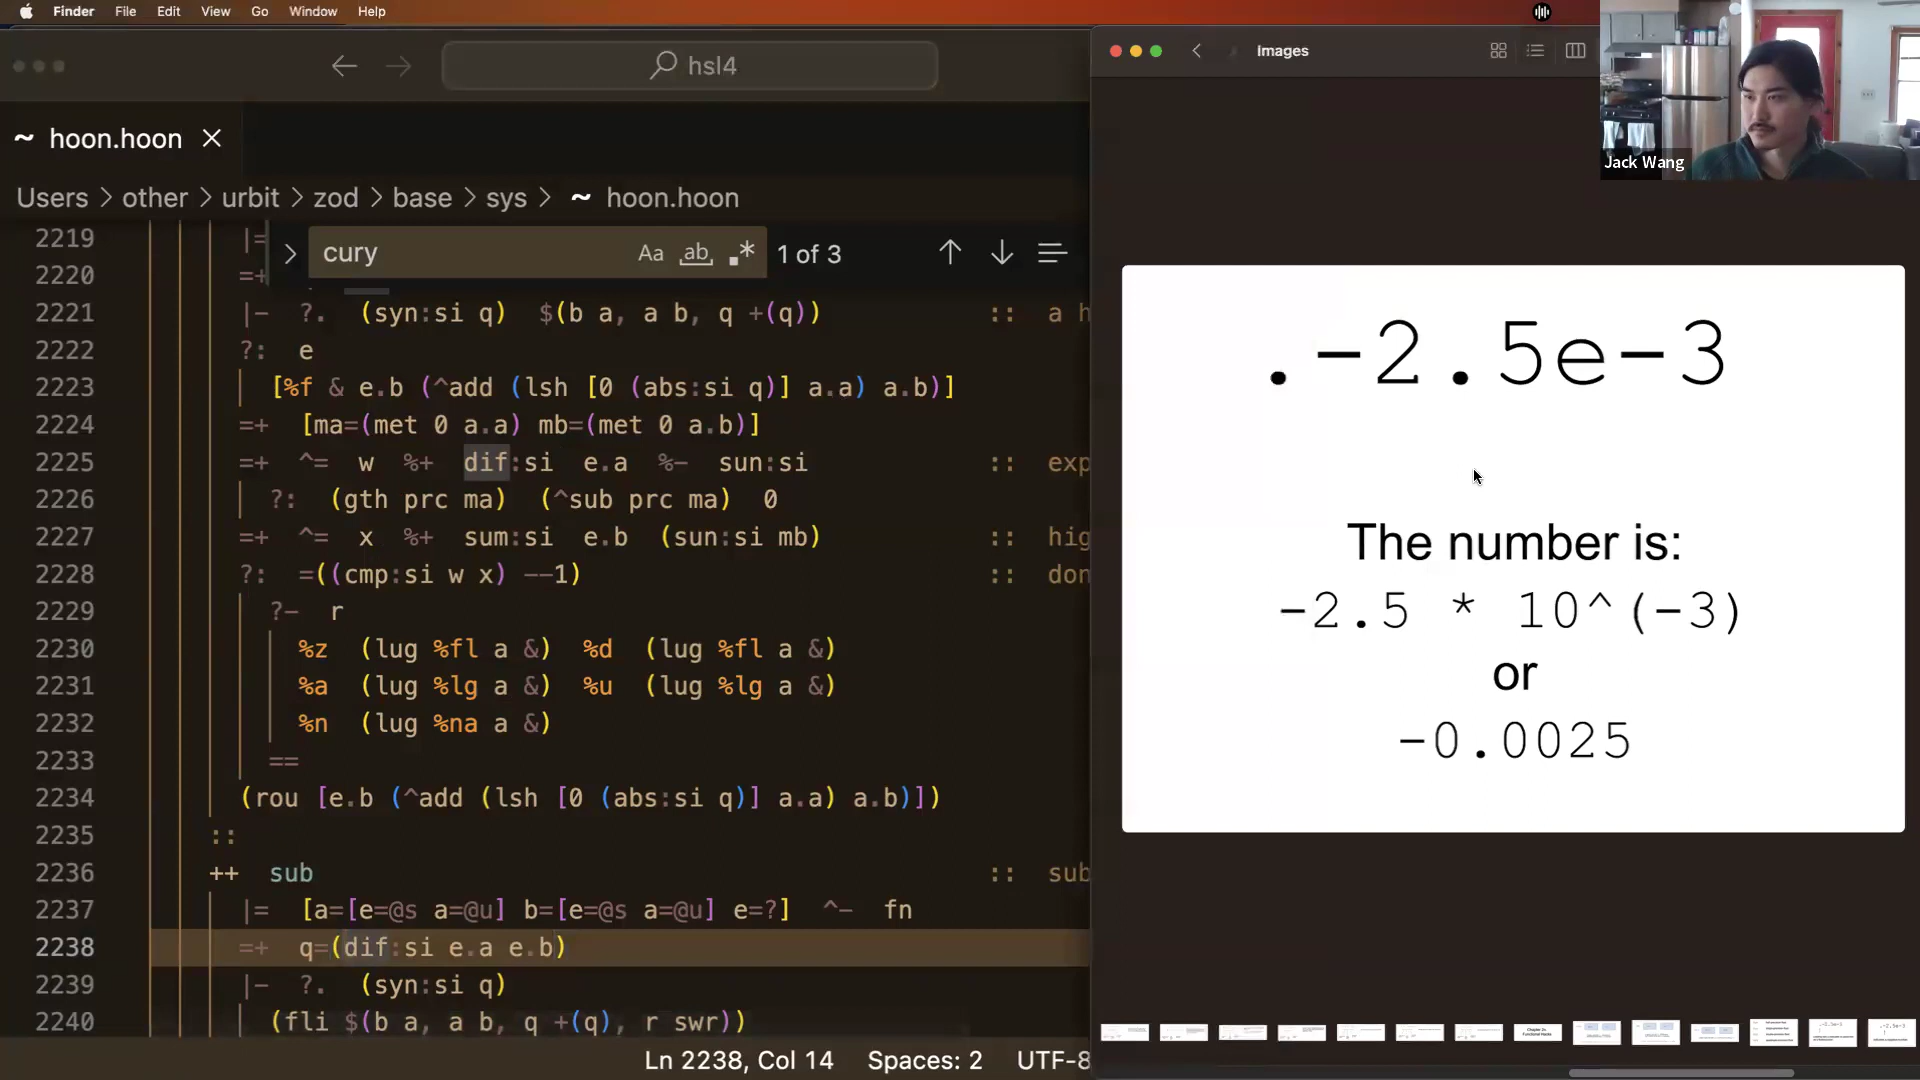 Finder File Edit View Go Window Help
hsl4
Images
Jack Wang
~ hoon.hoon ×
Users > other > urbit > zod > base > sys > ~ hoon.hoon
cury Aa ab .* 1 of 3
2219 |=
2220 =+
2221 |- ?. (syn:si q) $(b a, a b, q +(q)) :: a h
2222 ?: e
2223 [%f & e.b (^add (lsh [0 (abs:si q)] a.a) a.b)]
2224 =+ [ma=(met 0 a.a) mb=(met 0 a.b)]
2225 =+ ^= w %+ dif:si e.a %- sun:si :: exp
2226 ?: (gth prc ma) (^sub prc ma) 0
2227 =+ ^= x %+ sum:si e.b (sun:si mb) :: hig
2228 ?: =((cmp:si w x) --1) :: don
2229 ?- r
2230 %z (lug %fl a &) %d (lug %fl a &)
2231 %a (lug %lg a &) %u (lug %lg a &)
2232 %n (lug %na a &)
2233 ==
2234 (rou [e.b (^add (lsh [0 (abs:si q)] a.a) a.b)])
2235 ::
2236 ++ sub :: sub
2237 |= [a=[e=@s a=@u] b=[e=@s a=@u] e=?] ^- fn
2238 =+ q=(dif:si e.a e.b)
2239 |- ?. (syn:si q)
2240 (fli $(b a, a b, q +(q), r swr))
Ln 2238, Col 14 Spaces: 2 UTF-8
.-2.5e-3
The number is:
-2.5 * 10^(-3)
or
-0.0025